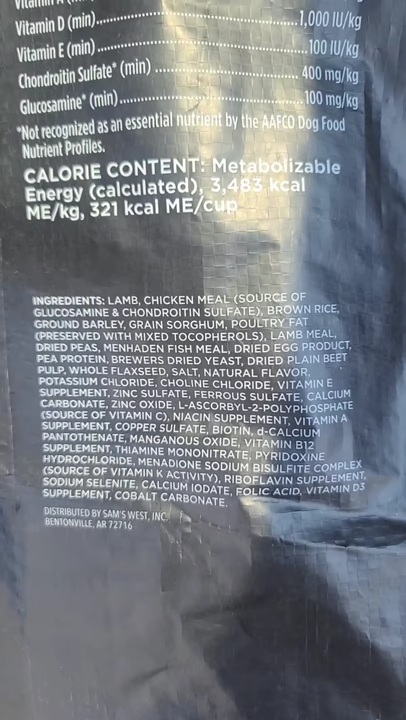 Vitamin A (min)
Vitamin D (min)..............................1,000 IU/kg
Vitamin E (min)..............................100 IU/kg
Chondroitin Sulfate* (min) ..................... 400 mg/kg
Glucosamine* (min)..............................100 mg/kg
*Not recognized as an essential nutrient by the AAFCO Dog Food
Nutrient Profiles.
CALORIE CONTENT: Metabolizable
Energy (calculated), 3,483 kcal
ME/kg, 321 kcal ME/cup
INGREDIENTS: LAMB, CHICKEN MEAL (SOURCE OF
GLUCOSAMINE & CHONDROITIN SULFATE), BROWN RICE,
GROUND BARLEY, GRAIN SORGHUM, POULTRY FAT
(PRESERVED WITH MIXED TOCOPHEROLS), LAMB MEAL,
DRIED PEAS, MENHADEN FISH MEAL, DRIED EGG PRODUCT,
PEA PROTEIN, BREWERS DRIED YEAST, DRIED PLAIN BEET
PULP, WHOLE FLAXSEED, SALT, NATURAL FLAVOR,
POTASSIUM CHLORIDE, CHOLINE CHLORIDE, VITAMIN E
SUPPLEMENT, ZINC SULFATE, FERROUS SULFATE, CALCIUM
CARBONATE, ZINC OXIDE, L-ASCORBYL-2-POLYPHOSPHATE
(SOURCE OF VITAMIN C), NIACIN SUPPLEMENT, VITAMIN A
SUPPLEMENT, COPPER SULFATE, BIOTIN, d-CALCIUM
PANTOTHENATE, MANGANOUS OXIDE, VITAMIN B12
SUPPLEMENT, THIAMINE MONONITRATE, PYRIDOXINE
HYDROCHLORIDE, MENADIONE SODIUM BISULFITE COMPLEX
(SOURCE OF VITAMIN K ACTIVITY), RIBOFLAVIN SUPPLEMENT,
SODIUM SELENITE, CALCIUM IODATE, FOLIC ACID, VITAMIN D3
SUPPLEMENT, COBALT CARBONATE.
DISTRIBUTED BY SAM'S WEST, INC.
BENTONVILLE, AR 72716